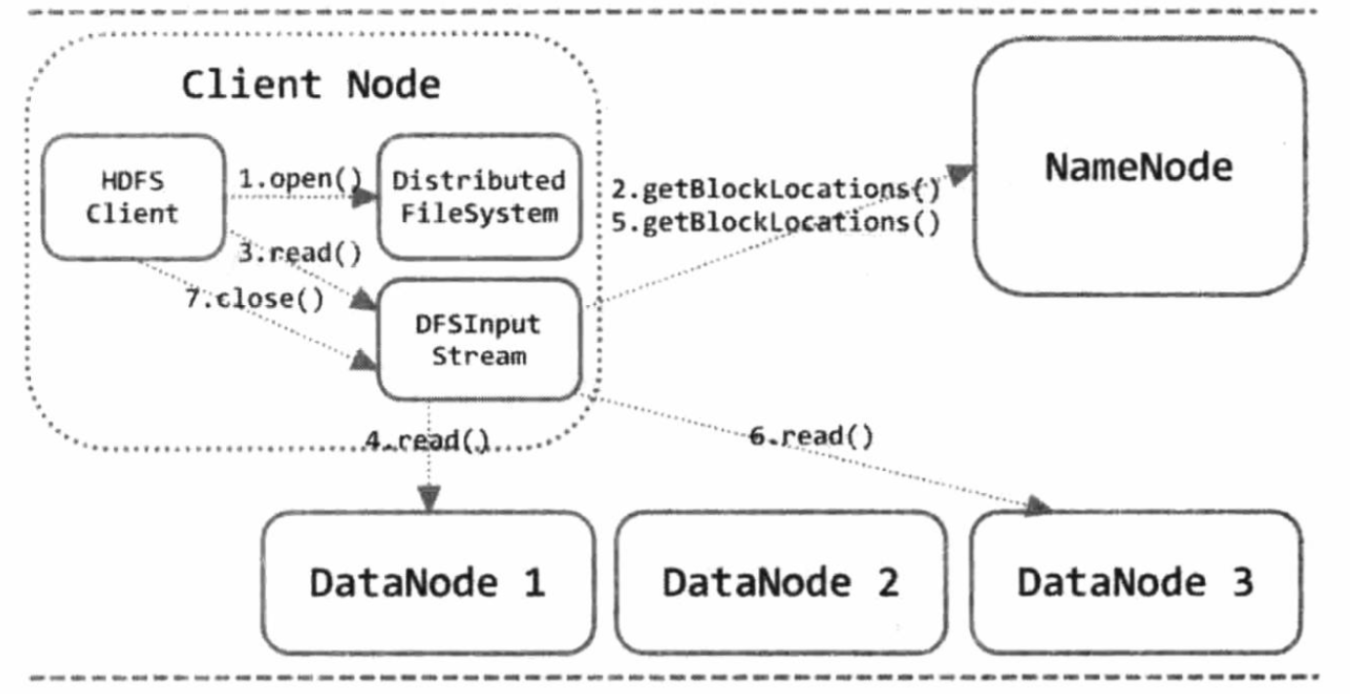 Client Node
HDFS
Client
1.open()
Distributed
FileSystem
2.getBlockLocations()
5.getBlockLocations()
NameNode
3.read()
7.close()
DFSInput
Stream
4.read()
6.read()
DataNode 1
DataNode 2
DataNode 3